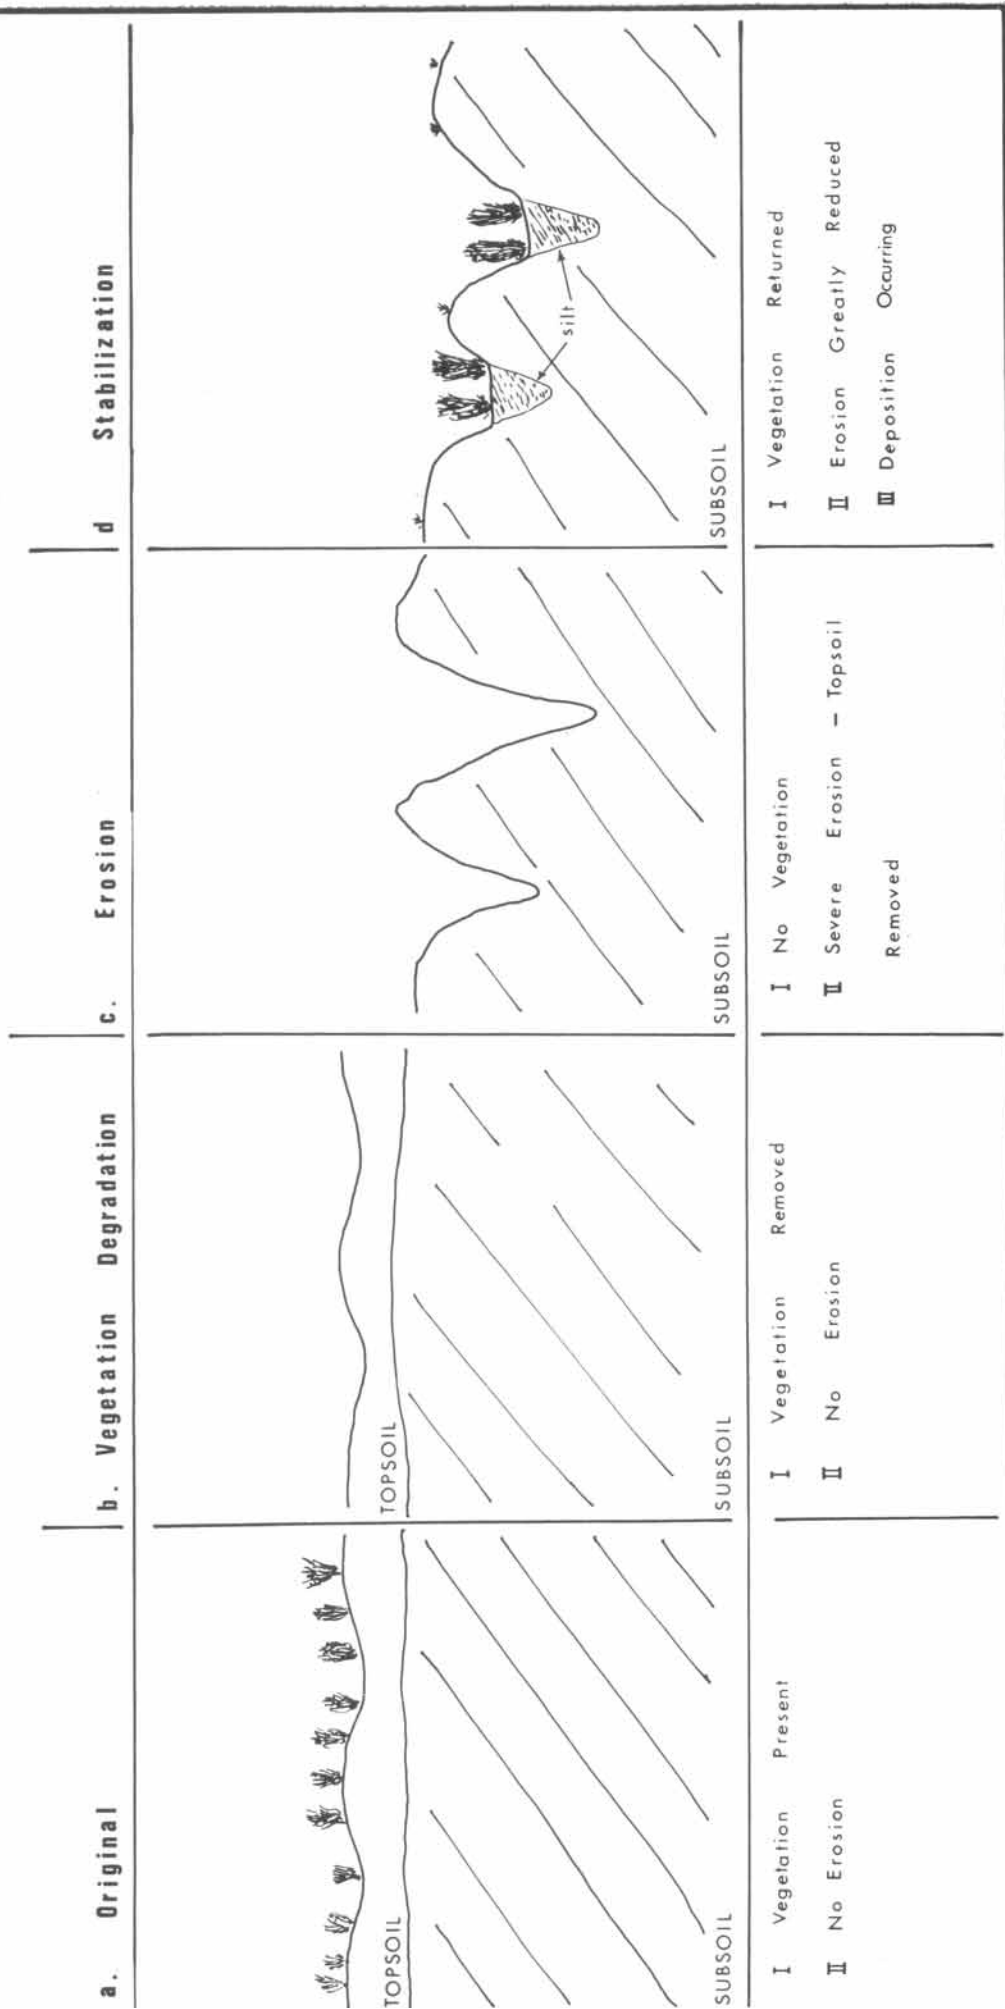 a. Original
TOPSOIL
SUBSOIL
I Vegetation Present
II No Erosion
b. Vegetation Degradation
TOPSOIL
SUBSOIL
I Vegetation Removed
II No Erosion
c. Erosion
SUBSOIL
I No Vegetation
II Severe Erosion – Topsoil
Removed
d Stabilization
silt
SUBSOIL
I Vegetation Returned
II Erosion Greatly Reduced
III Deposition Occurring